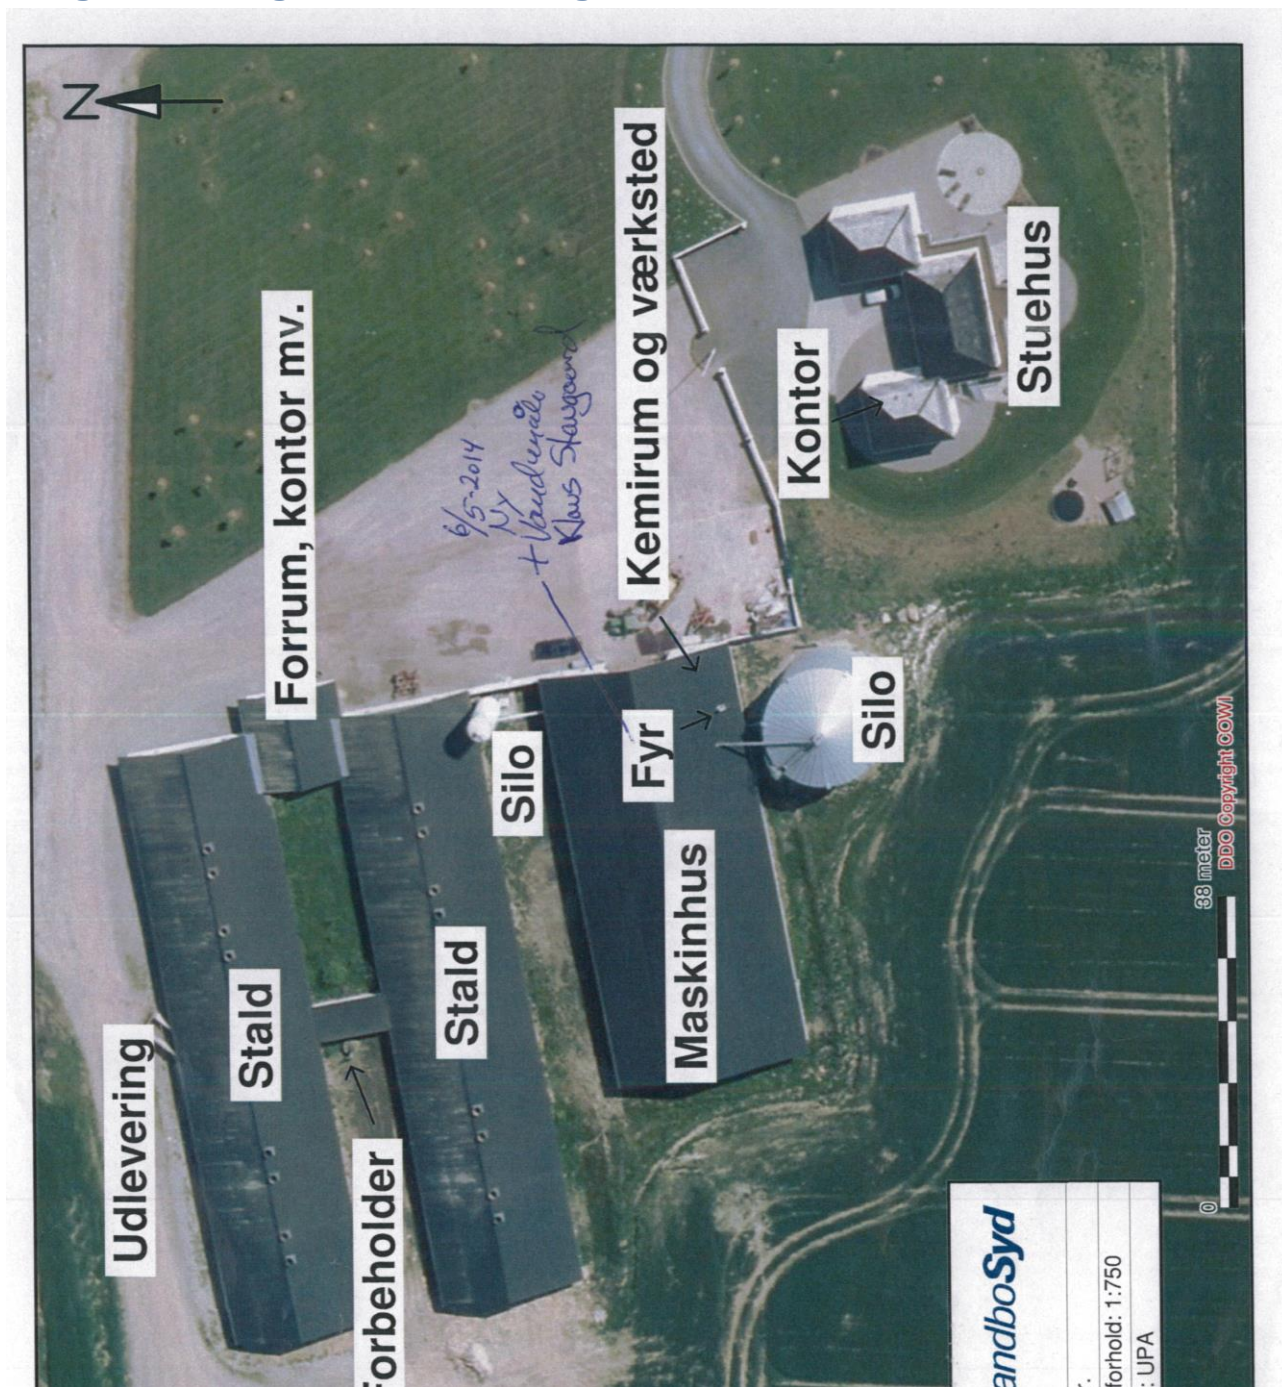 N
Udlevering
Stald
Forrum, kontor mv.
Forbeholder
Stald
6/5-2014
Ny
Klaus
Silo
Kemirum og værksted
Fyr
Maskinhus
Kontor
Silo
Stuehus
andboSyd
forhold: 1:750
: UPA
0
38 meter
DDO Copyright COWI